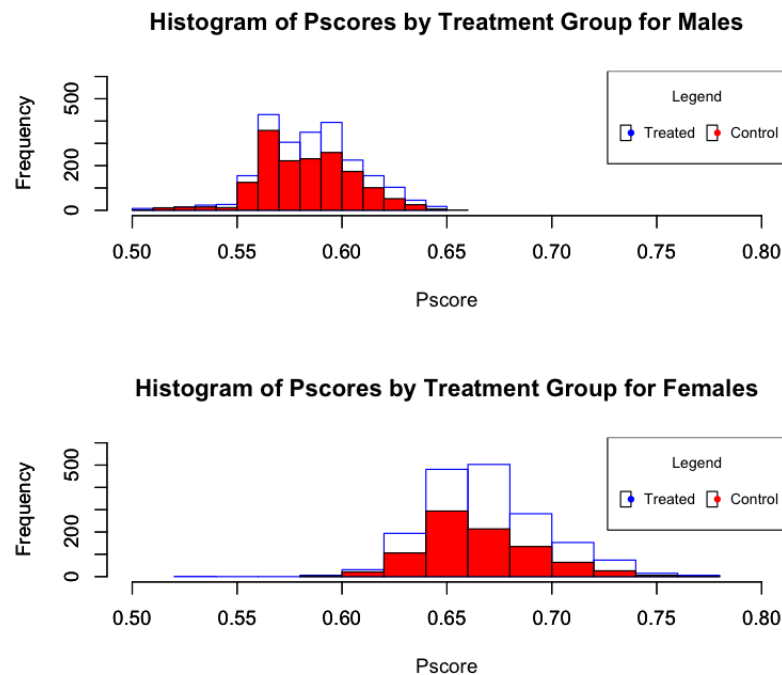 Histogram of Pscores by Treatment Group for Males
Frequency
500
200
0
Legend
Treated Control
0.50 0.55 0.60 0.65 0.70 0.75 0.80
Pscore
Histogram of Pscores by Treatment Group for Females
Frequency
500
200
0
Legend
Treated Control
0.50 0.55 0.60 0.65 0.70 0.75 0.80
Pscore